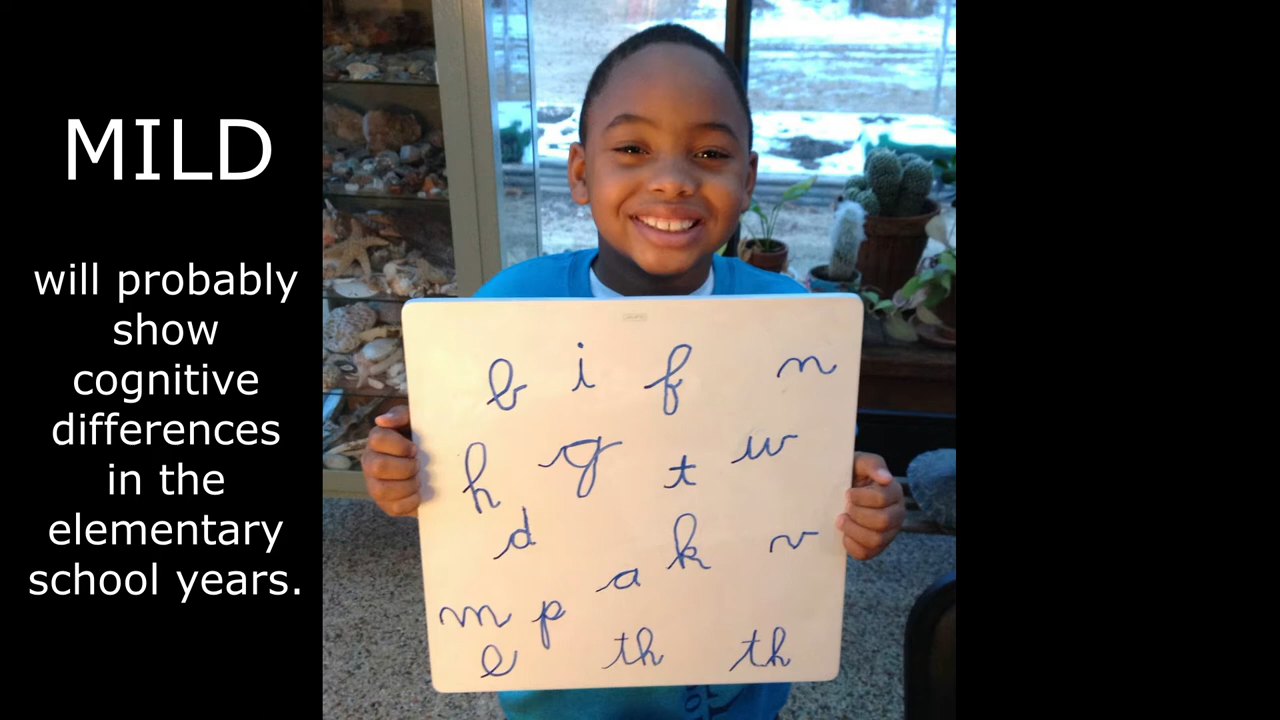 MILD
will probably
show
cognitive
differences
in the
elementary
school years.
b i f n
h g t w
d k v
a
m p
e th th